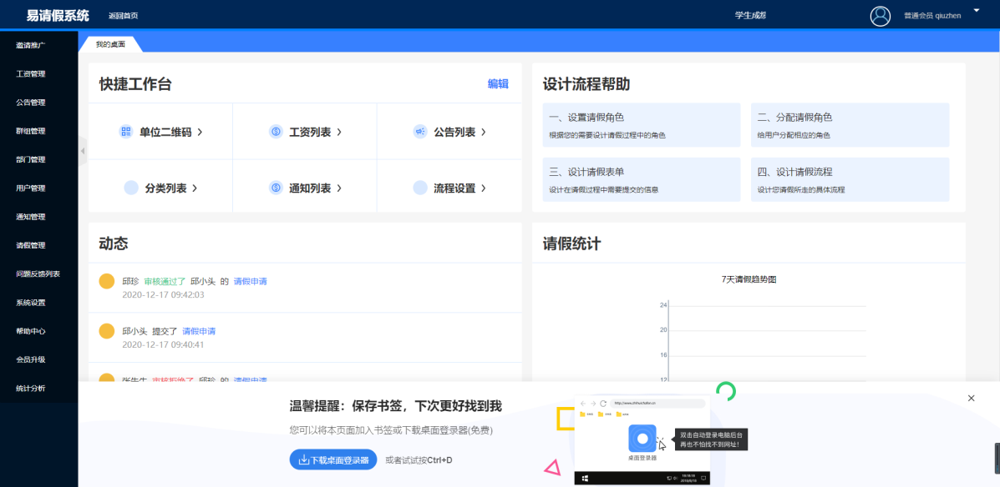 易请假系统
返回首页
学生成绩
普通会员 qiuzhen
邀请推广
工资管理
公告管理
群组管理
部门管理
用户管理
通知管理
请假管理
问题反馈列表
系统设置
帮助中心
会员升级
统计分析
我的桌面
快捷工作台
编辑
单位二维码
工资列表
公告列表
分类列表
通知列表
流程设置
设计流程帮助
一、设置请假角色
根据您的需要设计请假过程中的角色
二、分配请假角色
给用户分配相应的角色
三、设计请假表单
设计在请假过程中需要提交的信息
四、设计请假流程
设计您请假所走的具体流程
动态
邱珍 审核通过了 邱小头 的 请假申请
2020-12-17 09:42:03
邱小头 提交了 请假申请
2020-12-17 09:40:41
请假统计
7天请假趋势图
24
20
16
12
温馨提醒：保存书签，下次更好找到我
您可以将本页面加入书签或下载桌面登录器(免费)
下载桌面登录器
或者试试按Ctrl+D
桌面登录器
双击自动登录电脑后台
再也不怕找不到网址！